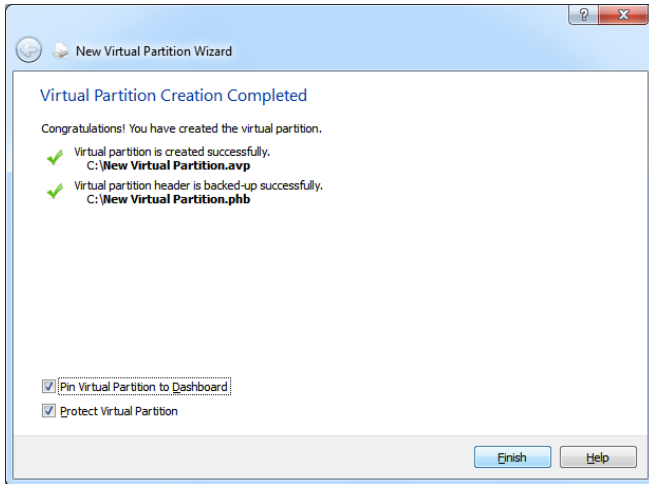 New Virtual Partition Wizard
Virtual Partition Creation Completed
Congratulations! You have created the virtual partition.
Virtual partition is created successfully.
C:\New Virtual Partition.avp
Virtual partition header is backed-up successfully.
C:\New Virtual Partition.phb
Pin Virtual Partition to Dashboard
Protect Virtual Partition
Finish Help